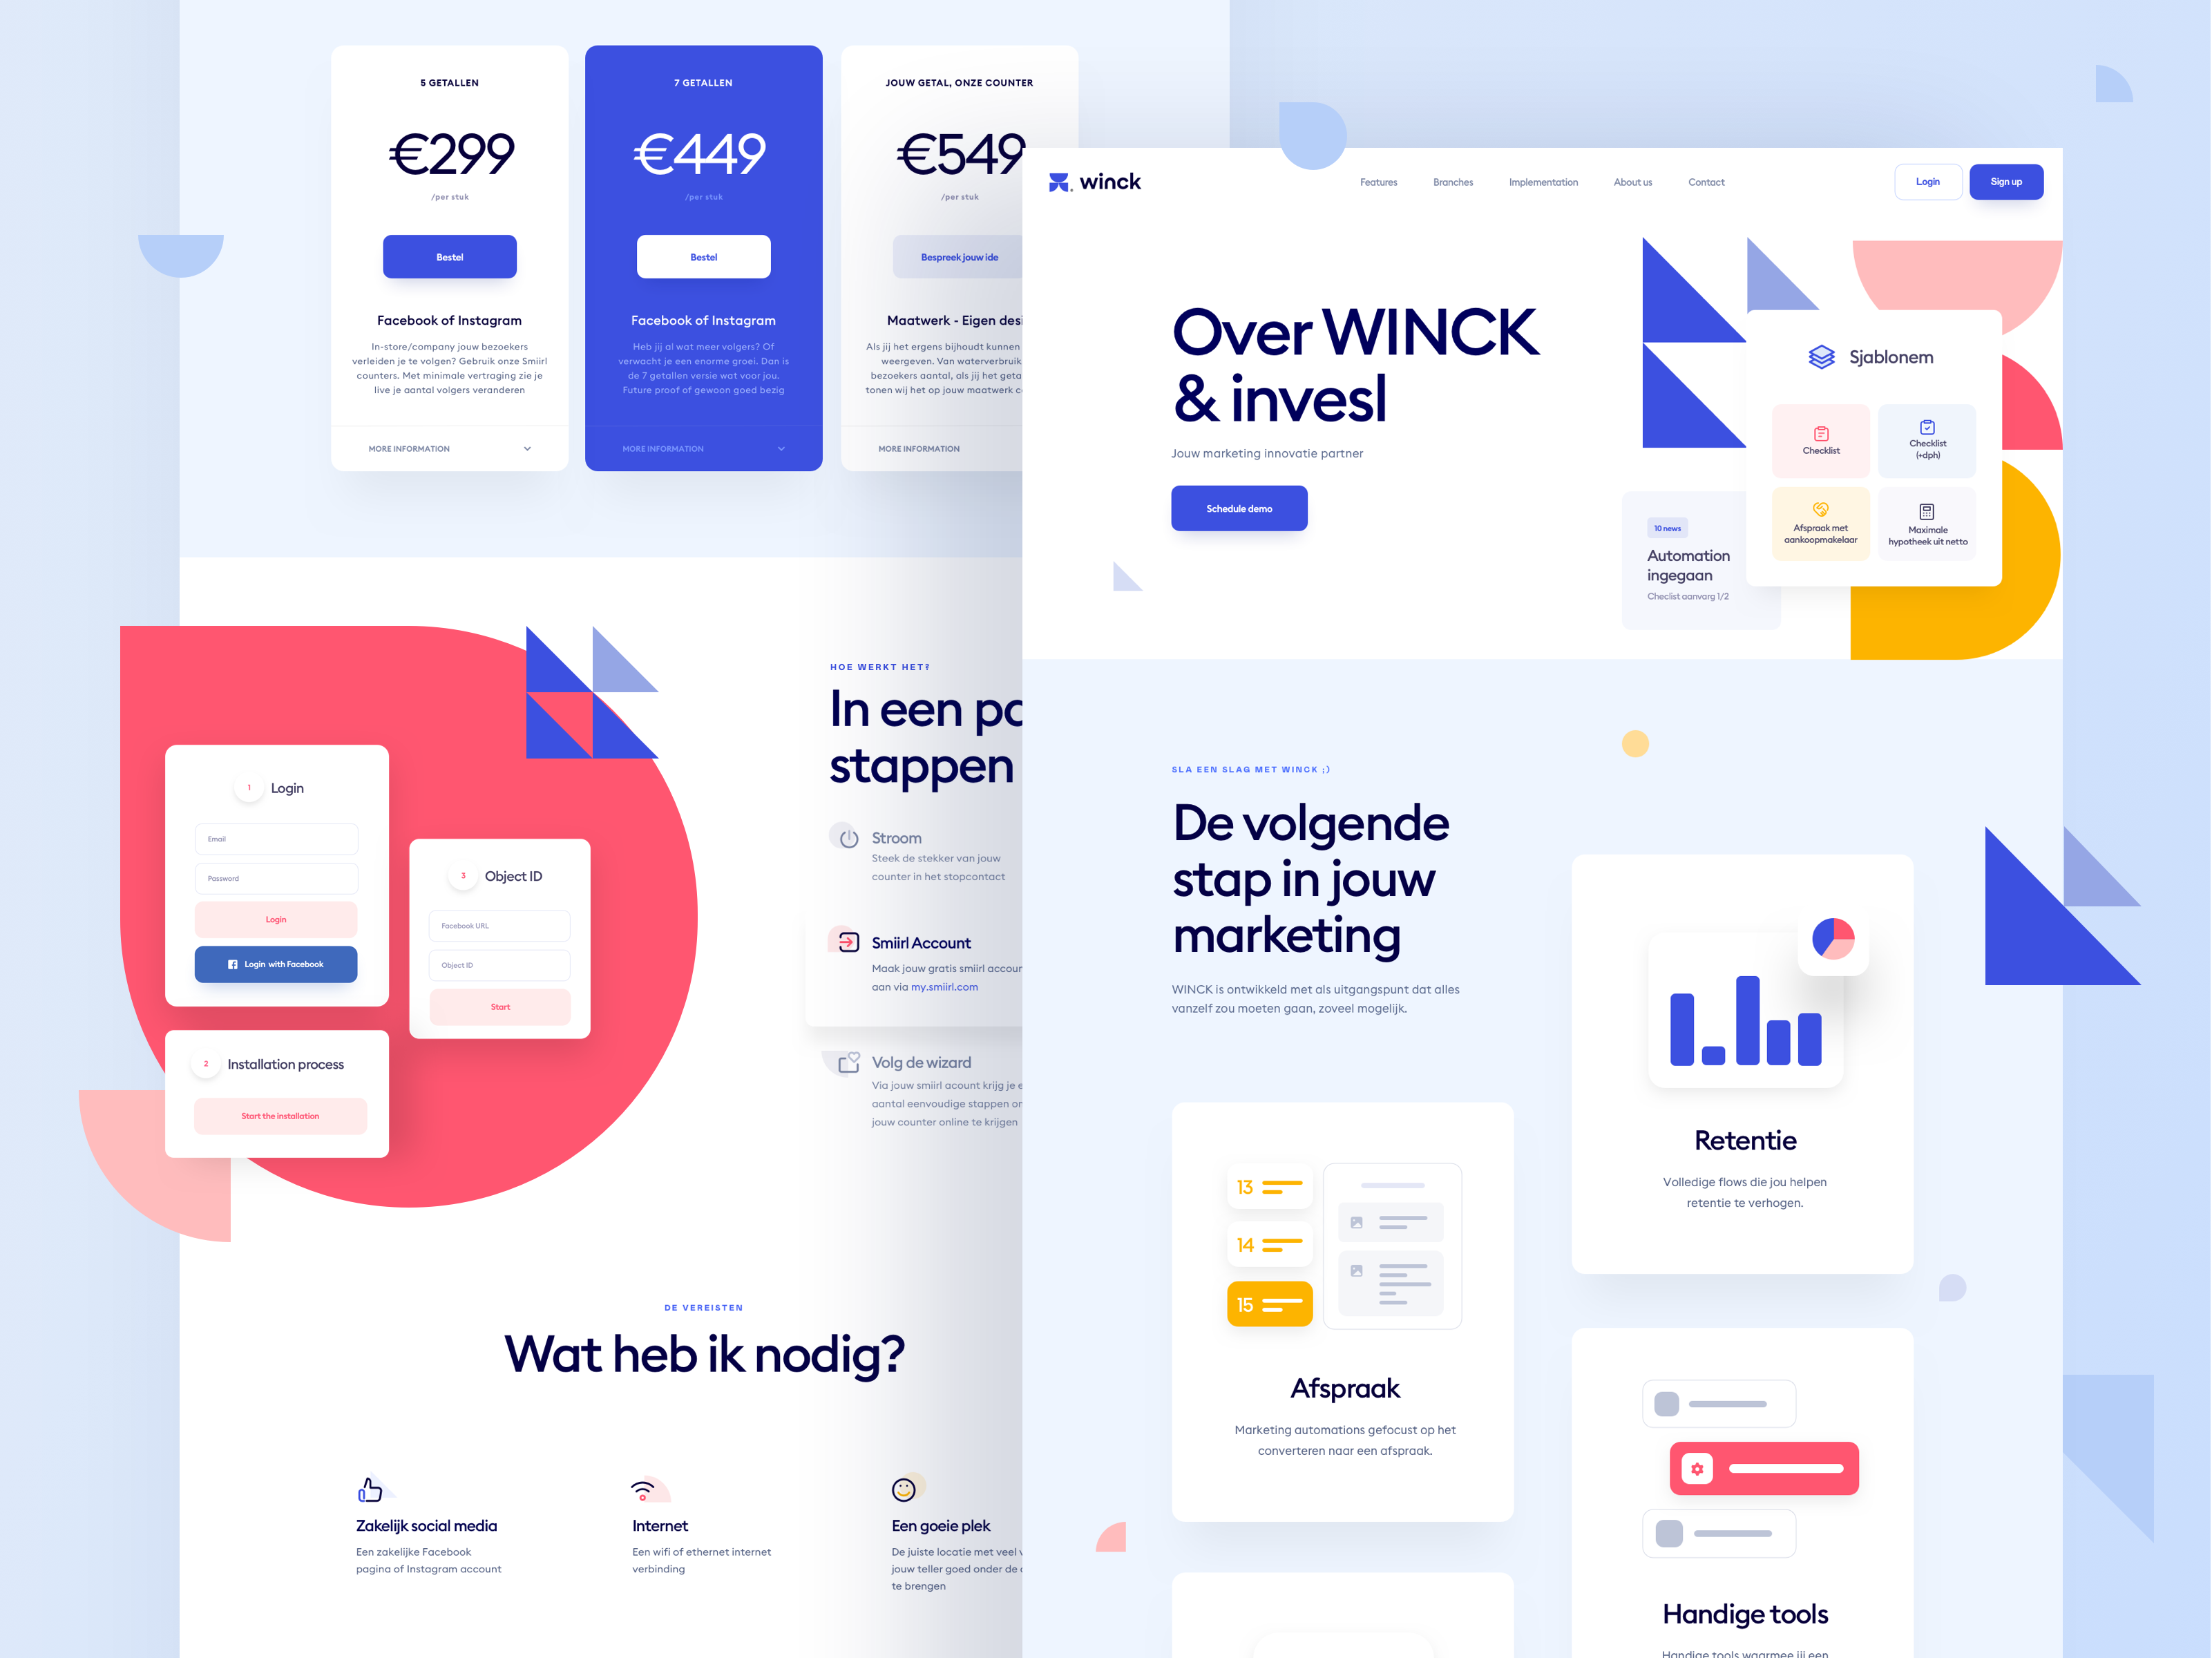 5 GETALLEN
€299
/per stuk
Bestel
Facebook of Instagram
In-store/company jouw bezoekers
verleiden je te volgen? Gebruik onze Smiirl
counters. Met minimale vertraging zie je
live je aantal volgers veranderen
MORE INFORMATION
7 GETALLEN
€449
/per stuk
Bestel
Facebook of Instagram
Heb jij al wat meer volgers? Of
verwacht je een enorme groei. Dan is
de 7 getallen versie wat voor jou.
Future proof of gewoon goed bezig
MORE INFORMATION
JOUW GETAL, ONZE COUNTER
€549
/per stuk
Bespreek jouw ide
Maatwerk - Eigen desi
Als jij het ergens bijhoudt kunnen
weergeven. Van waterverbruik
bezoekers aantal, als jij het geta
tonen wij het op jouw maatwerk c
MORE INFORMATION
1 Login
Email
Password
Login
Login with Facebook
3 Object ID
Facebook URL
Object ID
Start
2 Installation process
Start the installation
HOE WERKT HET?
In een pa
stappen
Stroom
Steek de stekker van jouw
counter in het stopcontact
Smiirl Account
Maak jouw gratis smiirl accoun
aan via my.smiirl.com
Volg de wizard
Via jouw smiirl acount krijg je e
aantal eenvoudige stappen on
jouw counter online te krijgen
DE VEREISTEN
Wat heb ik nodig?
Zakelijk social media
Een zakelijke Facebook
pagina of Instagram account
Internet
Een wifi of ethernet internet
verbinding
Een goeie plek
De juiste locatie met veel v
jouw teller goed onder de
te brengen
winck
Features
Branches
Implementation
About us
Contact
Login
Sign up
Over WINCK
& invesl
Jouw marketing innovatie partner
Schedule demo
Sjablonem
Checklist
Checklist
(+dph)
Afspraak met
aankoopmakelaar
Maximale
hypotheek uit netto
10 news
Automation
ingegaan
Checlist aanvarg 1/2
SLA EEN SLAG MET WINCK ;)
De volgende
stap in jouw
marketing
WINCK is ontwikkeld met als uitgangspunt dat alles
vanzelf zou moeten gaan, zoveel mogelijk.
13
14
15
Afspraak
Marketing automations gefocust op het
converteren naar een afspraak.
Retentie
Volledige flows die jou helpen
retentie te verhogen.
Handige tools
Handige tools waarmee jij een